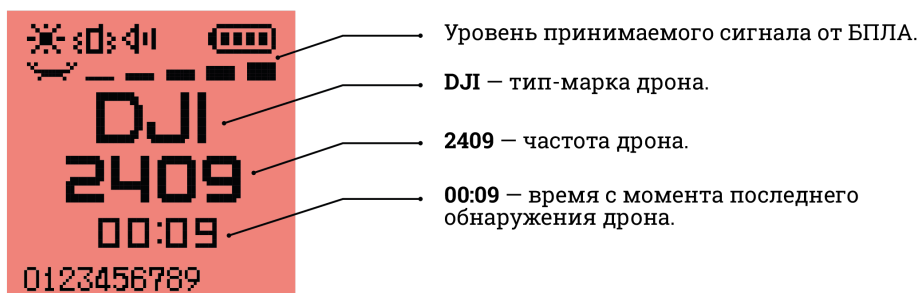 Уровень принимаемого сигнала от БПЛА.
DJI
DJI — тип-марка дрона.
2409
2409 — частота дрона.
00:09
00:09 — время с момента последнего
обнаружения дрона.
0123456789